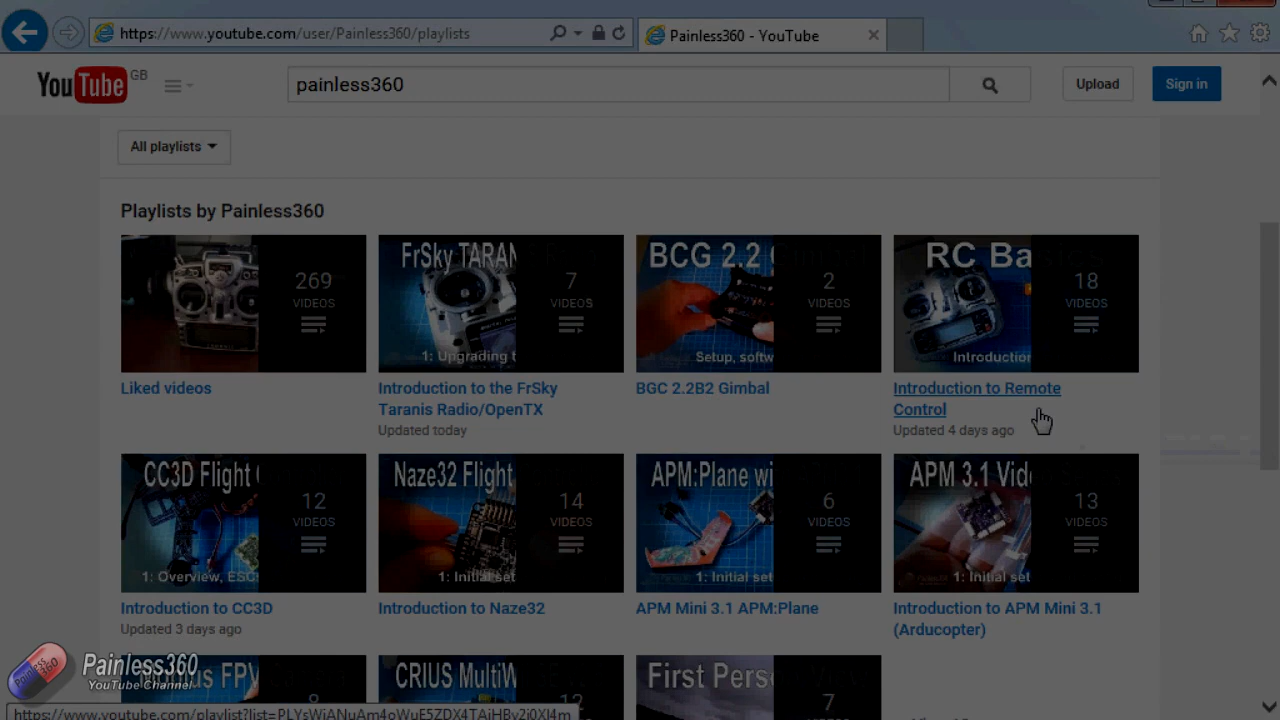 https://www.youtube.com/user/Painless360/playlists
Painless360 - YouTube
YouTube GB
painless360
Upload
Sign in
All playlists
Playlists by Painless360
269
VIDEOS
FrSky TARAN
7
VIDEOS
1: Upgrading t
BCG 2.2
2
VIDEOS
Setup, softw
RC Ba
18
VIDEOS
Introduction
Liked videos
Introduction to the FrSky
Taranis Radio/OpenTX
Updated today
BGC 2.2B2 Gimbal
Introduction to Remote
Control
Updated 4 days ago
CC3D Flight
12
VIDEOS
1: Overview, ESC
Naze32 Flight
14
VIDEOS
1: Initial set
APM:Plane wi
6
VIDEOS
1: Initial set
APM 3.1 Vid
13
VIDEOS
1: Initial set
Introduction to CC3D
Updated 3 days ago
Introduction to Naze32
APM Mini 3.1 APM:Plane
Introduction to APM Mini 3.1
(Arducopter)
Painless360
YouTube Channel
FPV
8
CRIUS MultiW
12
First Pers
7